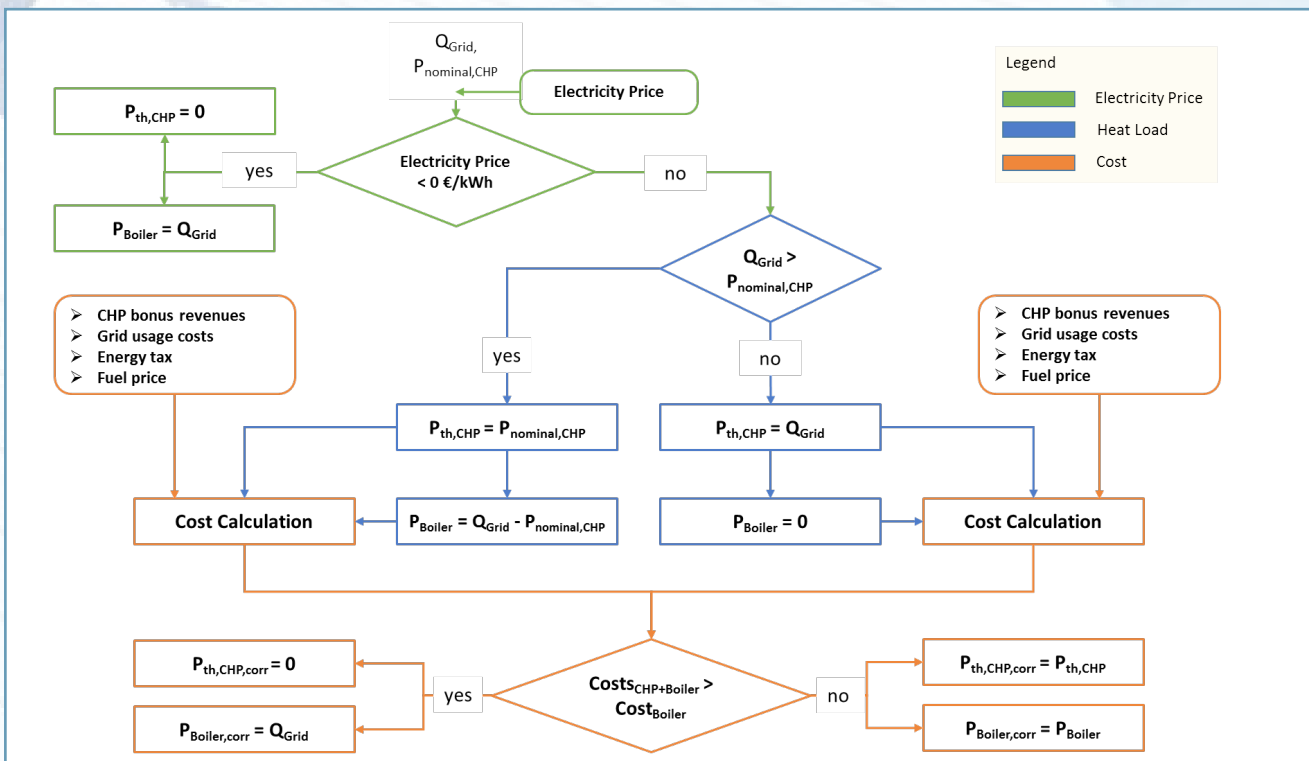 Q_Grid,
P_nominal,CHP
Electricity Price
Legend
Electricity Price
Heat Load
Cost
P_th,CHP = 0
yes
Electricity Price
< 0 €/kWh
no
P_Boiler = Q_Grid
Q_Grid >
P_nominal,CHP
➢ CHP bonus revenues
➢ Grid usage costs
➢ Energy tax
➢ Fuel price
yes
no
➢ CHP bonus revenues
➢ Grid usage costs
➢ Energy tax
➢ Fuel price
P_th,CHP = P_nominal,CHP
P_th,CHP = Q_Grid
Cost Calculation
P_Boiler = Q_Grid - P_nominal,CHP
P_Boiler = 0
Cost Calculation
P_th,CHP,corr = 0
yes
Costs_CHP+Boiler >
Cost_Boiler
no
P_th,CHP,corr = P_th,CHP
P_Boiler,corr = Q_Grid
P_Boiler,corr = P_Boiler